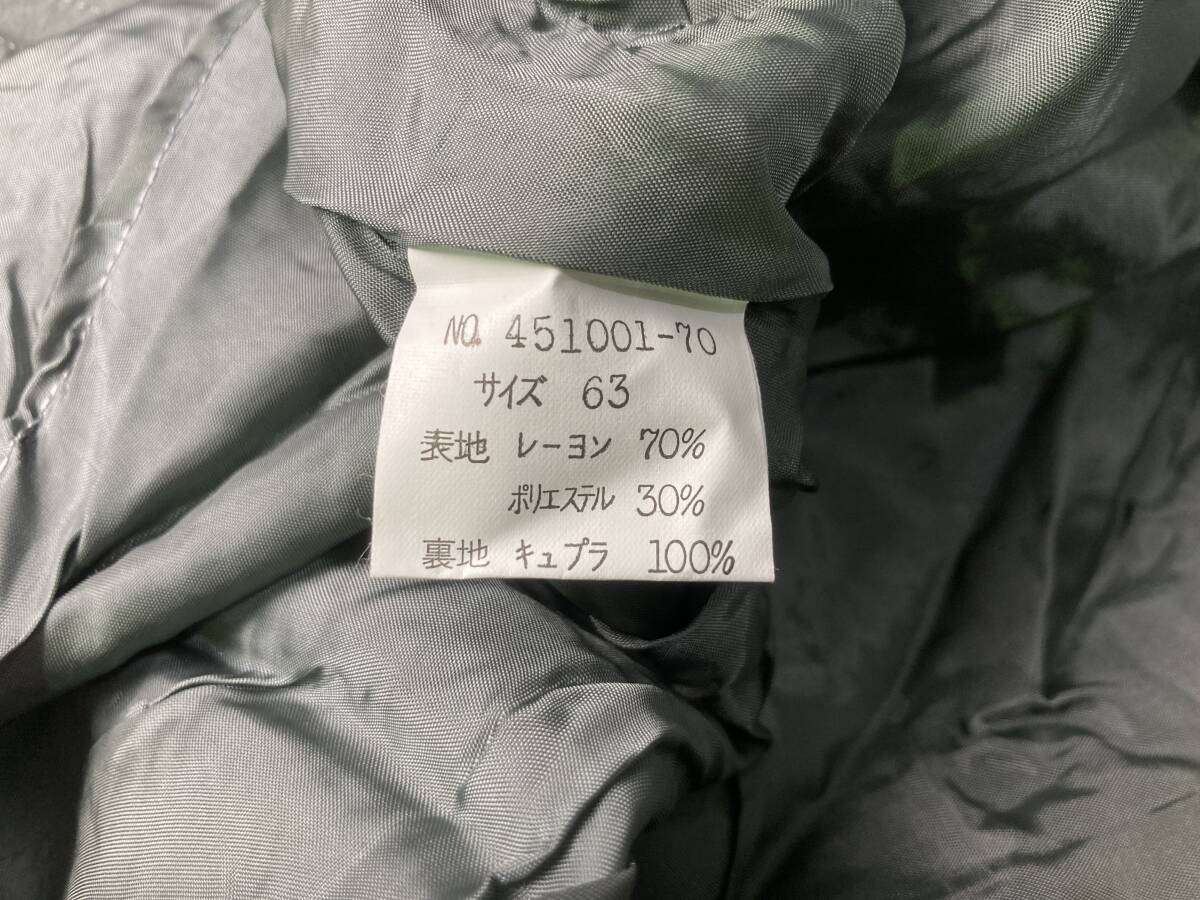 NO. 451001-70
サイズ 63
表地 レーヨン 70%
ポリエステル 30%
裏地 キュプラ 100%